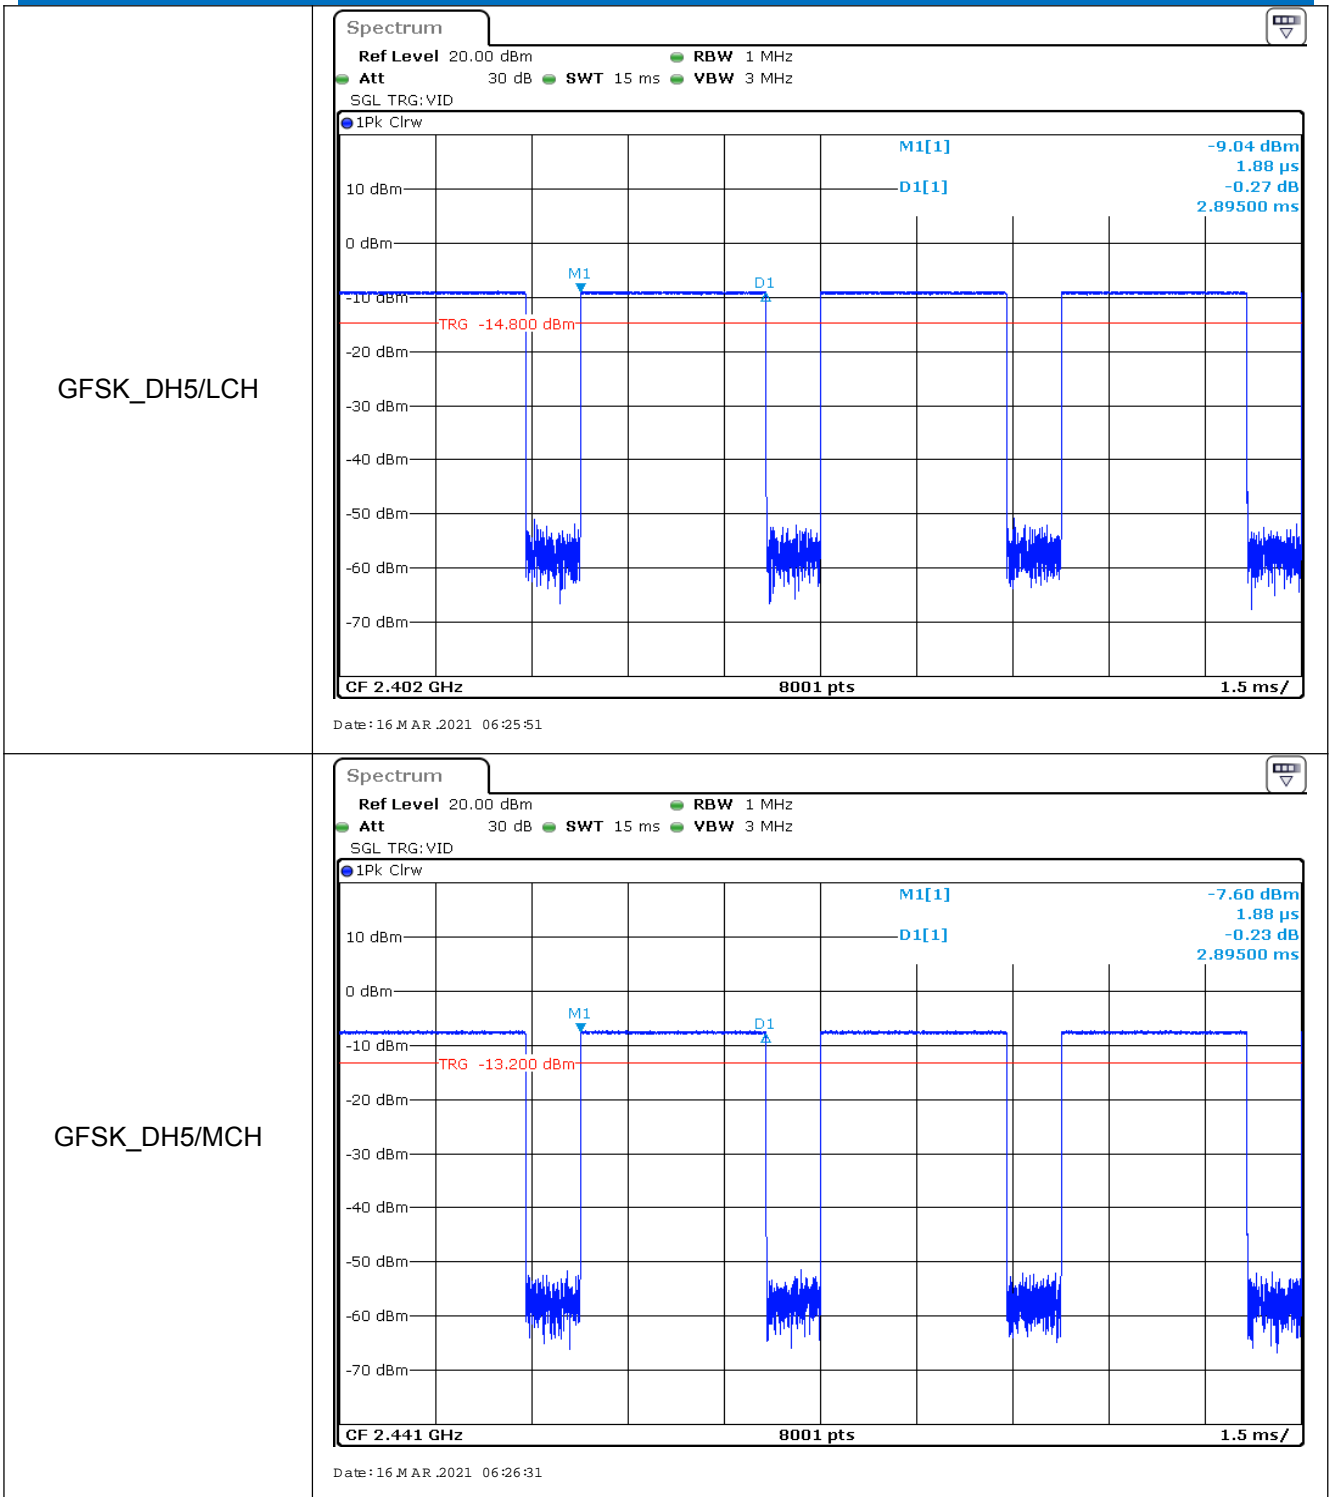 GFSK_DH5/LCH
Spectrum
Ref Level 20.00 dBm RBW 1 MHz
Att 30 dB SWT 15 ms VBW 3 MHz
SGL TRG:VID
1Pk Clrw
M1[1] -9.04 dBm
1.88 µs
10 dBm D1[1] -0.27 dB
2.89500 ms
0 dBm
M1
D1
-10 dBm
TRG -14.800 dBm
-20 dBm
-30 dBm
-40 dBm
-50 dBm
-60 dBm
-70 dBm
CF 2.402 GHz 8001 pts 1.5 ms/
Date: 16.MAR.2021 06:25:51
GFSK_DH5/MCH
Spectrum
Ref Level 20.00 dBm RBW 1 MHz
Att 30 dB SWT 15 ms VBW 3 MHz
SGL TRG:VID
1Pk Clrw
M1[1] -7.60 dBm
1.88 µs
10 dBm D1[1] -0.23 dB
2.89500 ms
0 dBm
M1
D1
-10 dBm
TRG -13.200 dBm
-20 dBm
-30 dBm
-40 dBm
-50 dBm
-60 dBm
-70 dBm
CF 2.441 GHz 8001 pts 1.5 ms/
Date: 16.MAR.2021 06:26:31